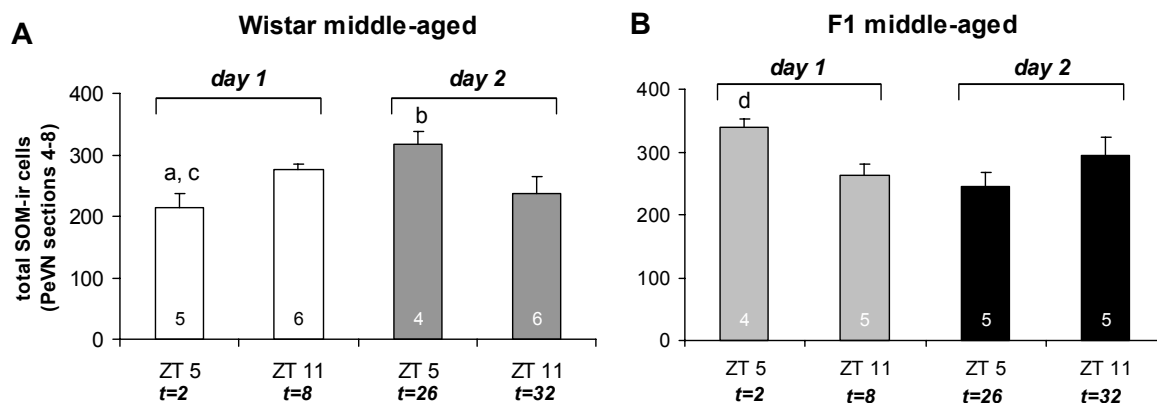 A
Wistar middle-aged
day 1
day 2
total SOM-ir cells
(PeVN sections 4-8)
400
300
200
100
0
a, c
b
5
6
4
6
ZT 5
ZT 11
ZT 5
ZT 11
t=2
t=8
t=26
t=32
B
F1 middle-aged
day 1
day 2
400
300
200
100
0
d
4
5
5
5
ZT 5
ZT 11
ZT 5
ZT 11
t=2
t=8
t=26
t=32